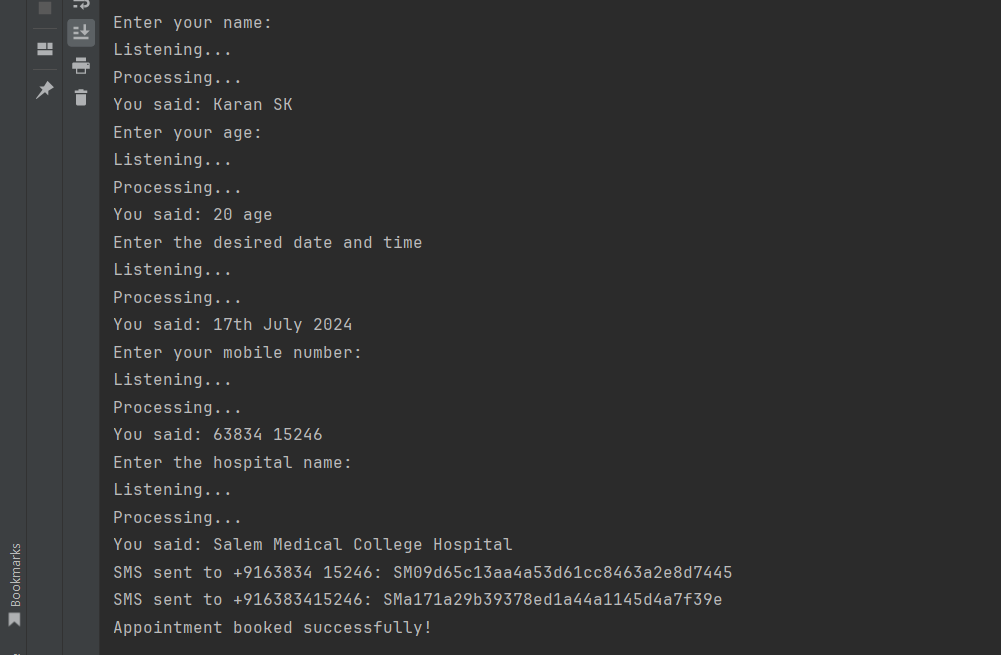 Enter your name:
Listening...
Processing...
You said: Karan SK
Enter your age:
Listening...
Processing...
You said: 20 age
Enter the desired date and time
Listening...
Processing...
You said: 17th July 2024
Enter your mobile number:
Listening...
Processing...
You said: 63834 15246
Enter the hospital name:
Listening...
Processing...
You said: Salem Medical College Hospital
SMS sent to +9163834 15246: SM09d65c13aa4a53d61cc8463a2e8d7445
SMS sent to +916383415246: SMa171a29b39378ed1a44a1145d4a7f39e
Appointment booked successfully!
Bookmarks